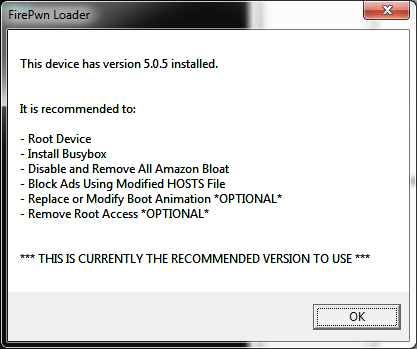 FirePwn Loader
This device has version 5.0.5 installed.
It is recommended to:
- Root Device
- Install Busybox
- Disable and Remove All Amazon Bloat
- Block Ads Using Modified HOSTS File
- Replace or Modify Boot Animation *OPTIONAL*
- Remove Root Access *OPTIONAL*
*** THIS IS CURRENTLY THE RECOMMENDED VERSION TO USE ***
OK